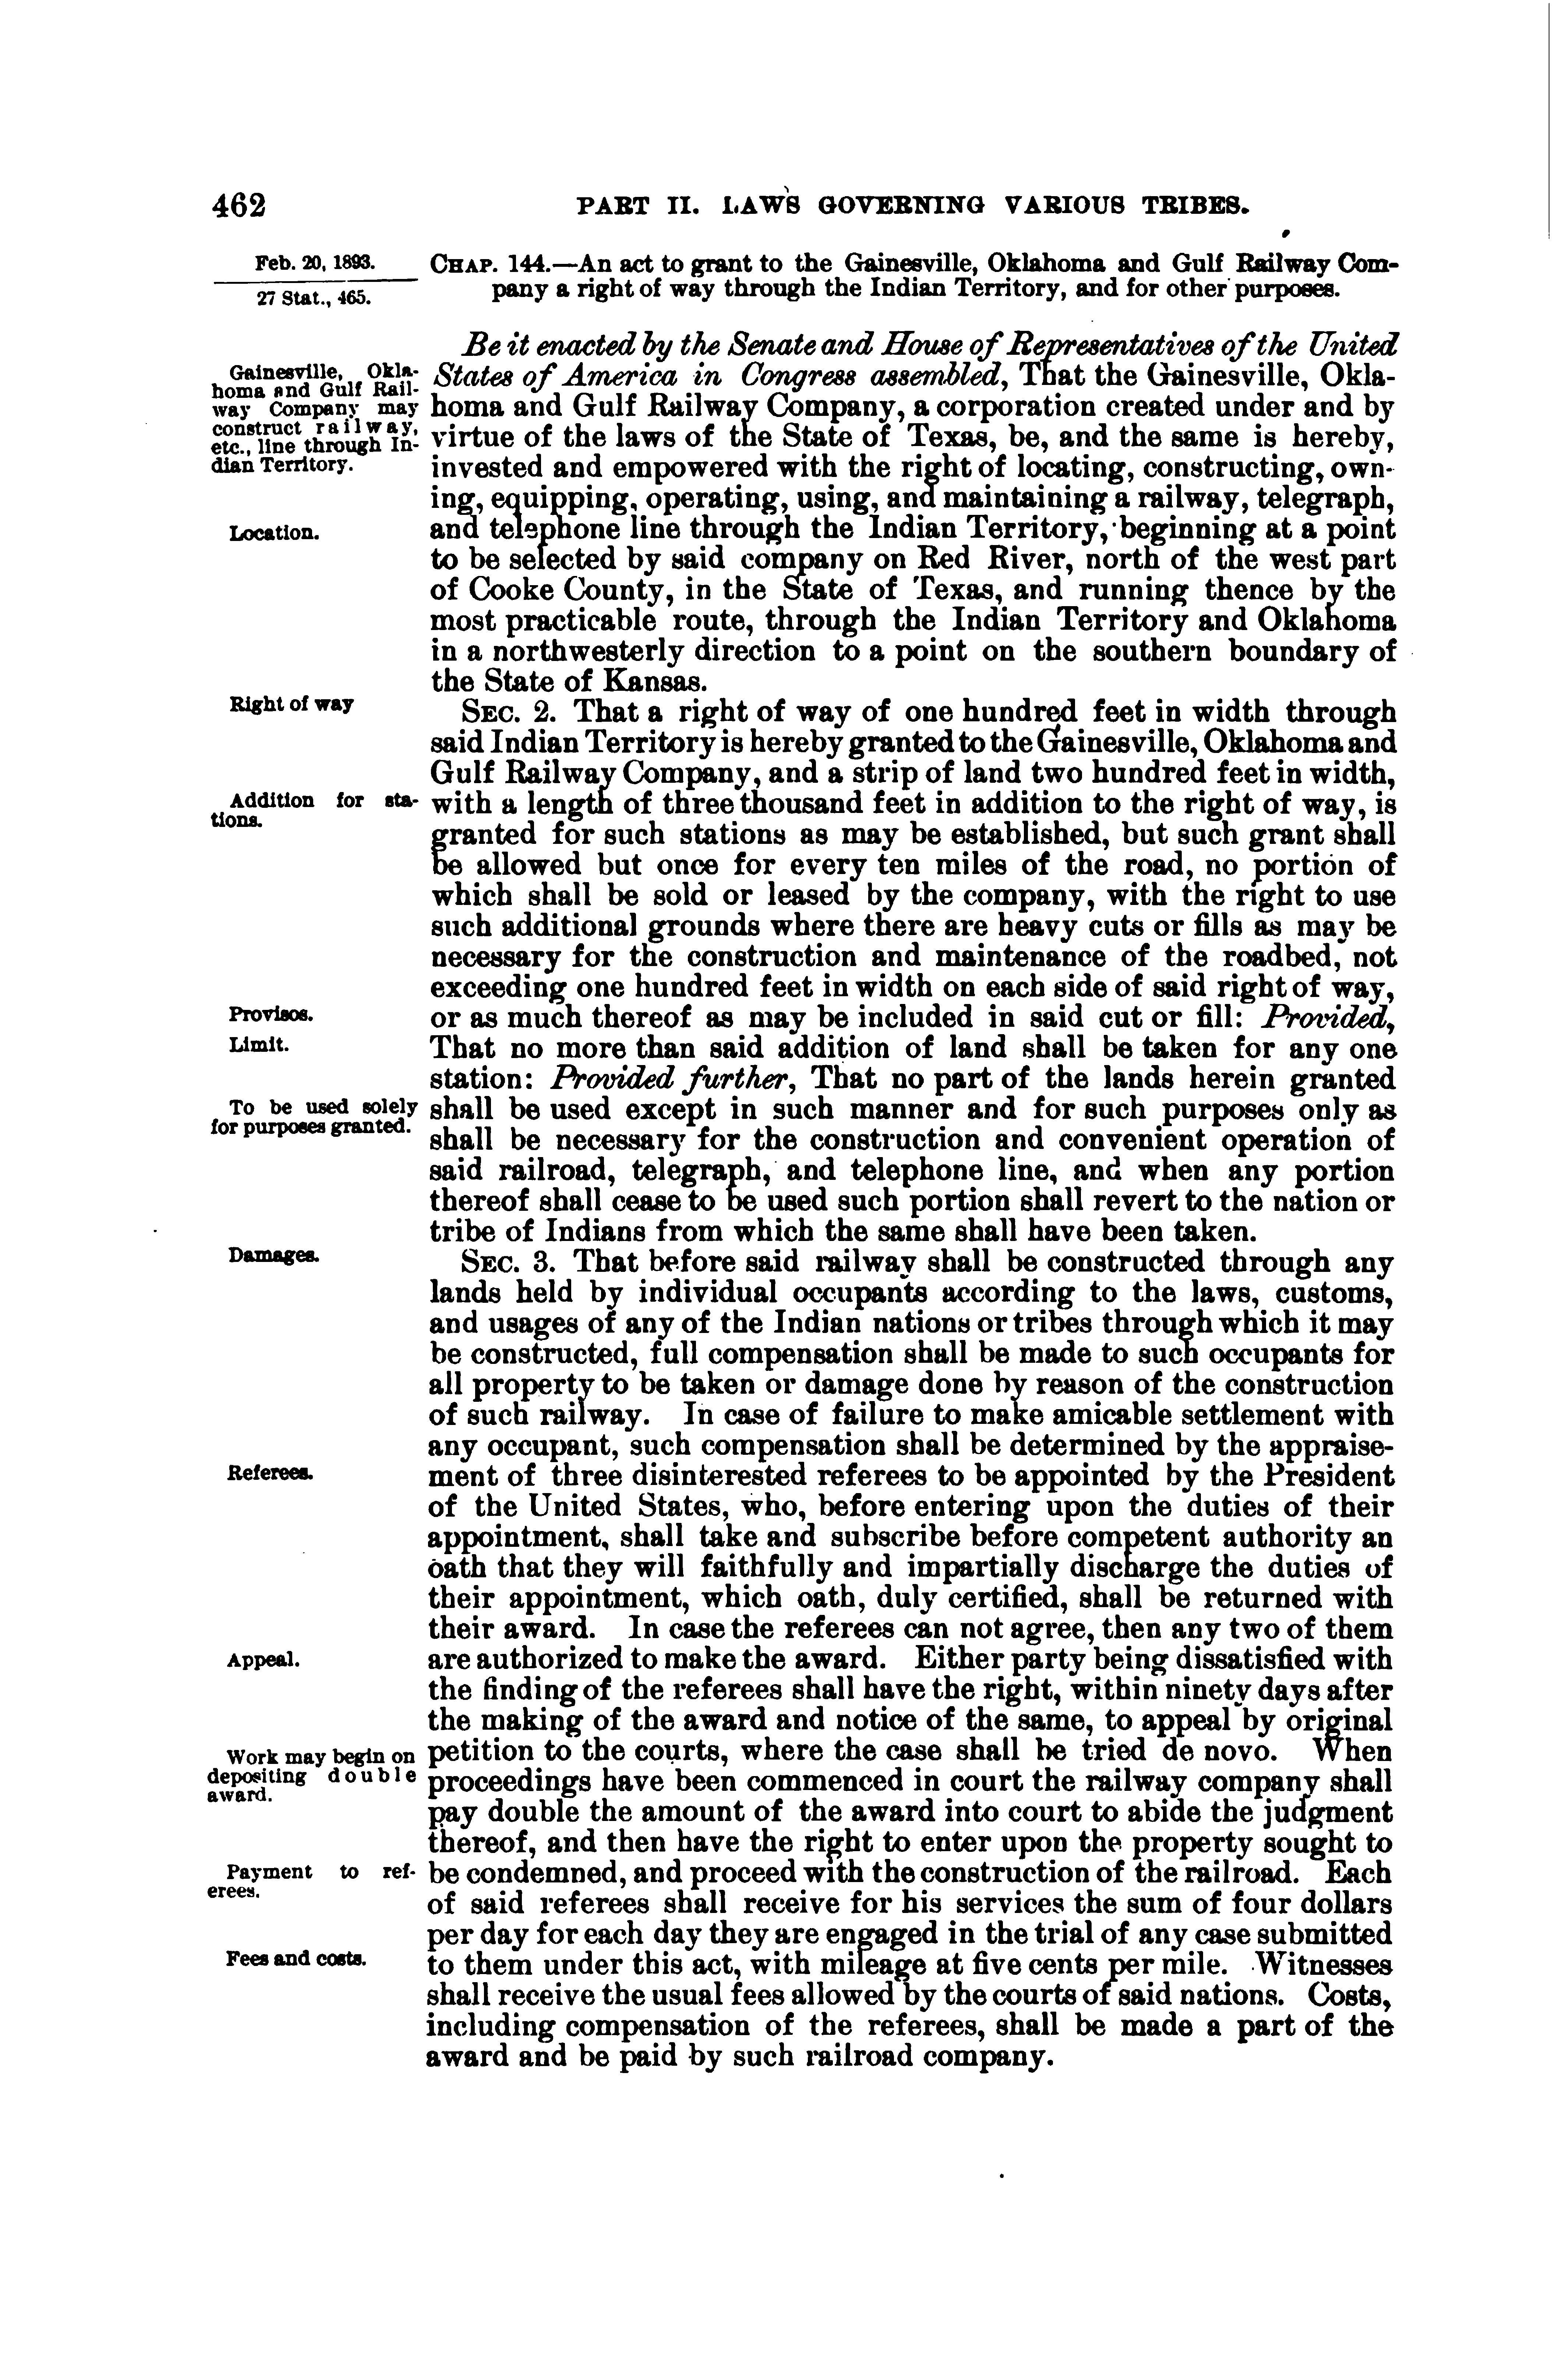 462
PART II. LAWS GOVERNING VARIOUS TRIBES.
Feb. 20, 1893.
27 Stat., 465.
CHAP. 144.—An act to grant to the Gainesville, Oklahoma and Gulf Railway Com-
pany a right of way through the Indian Territory, and for other purposes.
Be it enacted by the Senate and House of Representatives of the United
Gainesville, Okla-
homa and Gulf Rail-
way Company may
construct railway,
etc., line through In-
dian Territory.
States of America in Congress assembled, That the Gainesville, Okla-
homa and Gulf Railway Company, a corporation created under and by
virtue of the laws of the State of Texas, be, and the same is hereby,
invested and empowered with the right of locating, constructing, own-
ing, equipping, operating, using, and maintaining a railway, telegraph,
Location.
and telephone line through the Indian Territory, beginning at a point
to be selected by said company on Red River, north of the west part
of Cooke County, in the State of Texas, and running thence by the
most practicable route, through the Indian Territory and Oklahoma
in a northwesterly direction to a point on the southern boundary of
the State of Kansas.
Right of way
SEC. 2. That a right of way of one hundred feet in width through
said Indian Territory is hereby granted to the Gainesville, Oklahoma and
Gulf Railway Company, and a strip of land two hundred feet in width,
Addition for sta-
tions.
with a length of three thousand feet in addition to the right of way, is
granted for such stations as may be established, but such grant shall
be allowed but once for every ten miles of the road, no portion of
which shall be sold or leased by the company, with the right to use
such additional grounds where there are heavy cuts or fills as may be
necessary for the construction and maintenance of the roadbed, not
exceeding one hundred feet in width on each side of said right of way,
Provisos.
or as much thereof as may be included in said cut or fill: Provided,
Limit.
That no more than said addition of land shall be taken for any one
station: Provided further, That no part of the lands herein granted
To be used solely
for purposes granted.
shall be used except in such manner and for such purposes only as
shall be necessary for the construction and convenient operation of
said railroad, telegraph, and telephone line, and when any portion
thereof shall cease to be used such portion shall revert to the nation or
tribe of Indians from which the same shall have been taken.
Damages.
SEC. 3. That before said railway shall be constructed through any
lands held by individual occupants according to the laws, customs,
and usages of any of the Indian nations or tribes through which it may
be constructed, full compensation shall be made to such occupants for
all property to be taken or damage done by reason of the construction
of such railway. In case of failure to make amicable settlement with
any occupant, such compensation shall be determined by the appraise-
Referees.
ment of three disinterested referees to be appointed by the President
of the United States, who, before entering upon the duties of their
appointment, shall take and subscribe before competent authority an
oath that they will faithfully and impartially discharge the duties of
their appointment, which oath, duly certified, shall be returned with
their award. In case the referees can not agree, then any two of them
Appeal.
are authorized to make the award. Either party being dissatisfied with
the finding of the referees shall have the right, within ninety days after
the making of the award and notice of the same, to appeal by original
Work may begin on
depositing double
award.
petition to the courts, where the case shall be tried de novo. When
proceedings have been commenced in court the railway company shall
pay double the amount of the award into court to abide the judgment
thereof, and then have the right to enter upon the property sought to
Payment to ref-
erees.
be condemned, and proceed with the construction of the railroad. Each
of said referees shall receive for his services the sum of four dollars
per day for each day they are engaged in the trial of any case submitted
Fees and costs.
to them under this act, with mileage at five cents per mile. Witnesses
shall receive the usual fees allowed by the courts of said nations. Costs,
including compensation of the referees, shall be made a part of the
award and be paid by such railroad company.